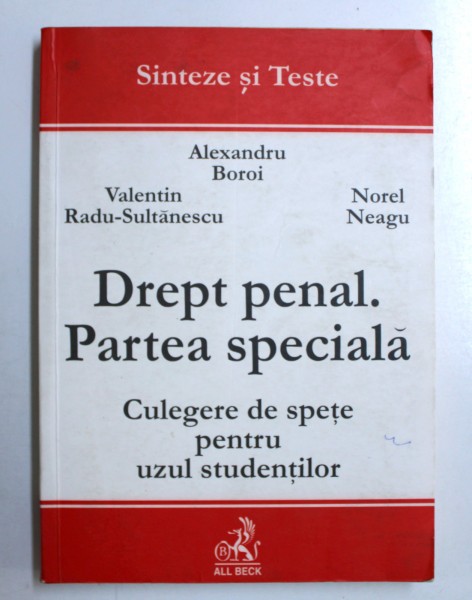 Sinteze și Teste
Alexandru
Boroi
Valentin
Radu-Sultănescu
Norel
Neagu
Drept penal.
Partea specială
Culegere de spețe
pentru
uzul studenților
B
ALL BECK